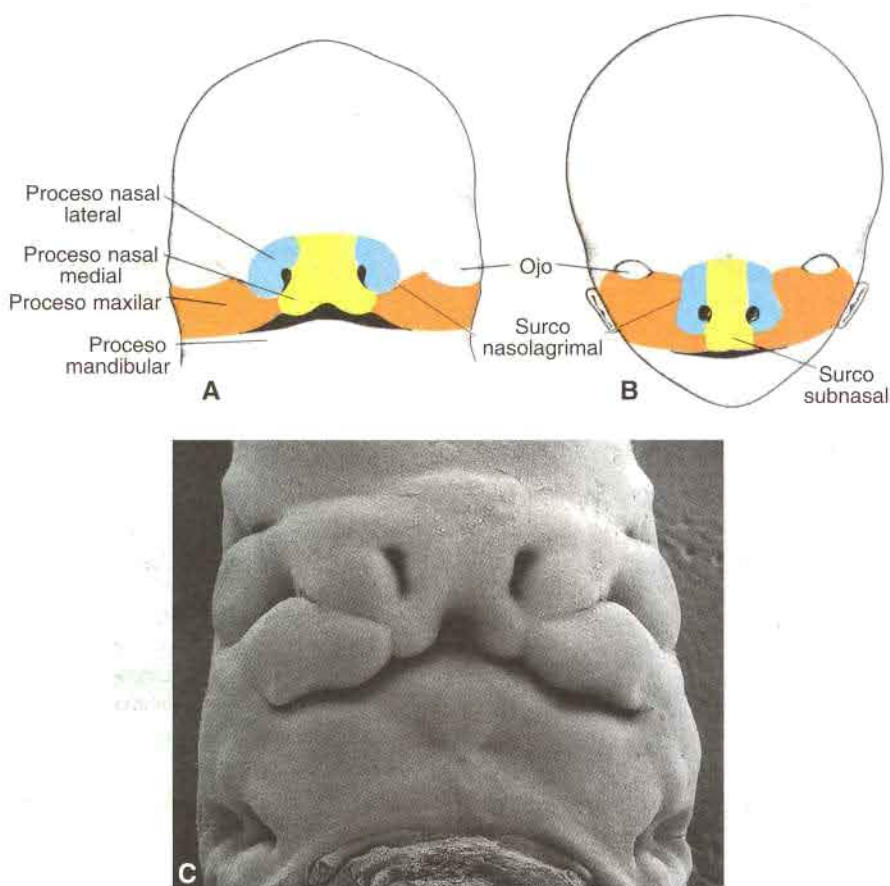 Proceso nasal
lateral
Proceso nasal
medial
Proceso maxilar
Proceso
mandibular
A
Ojo
Surco
nasolagrimal
B
Surco
subnasal
C